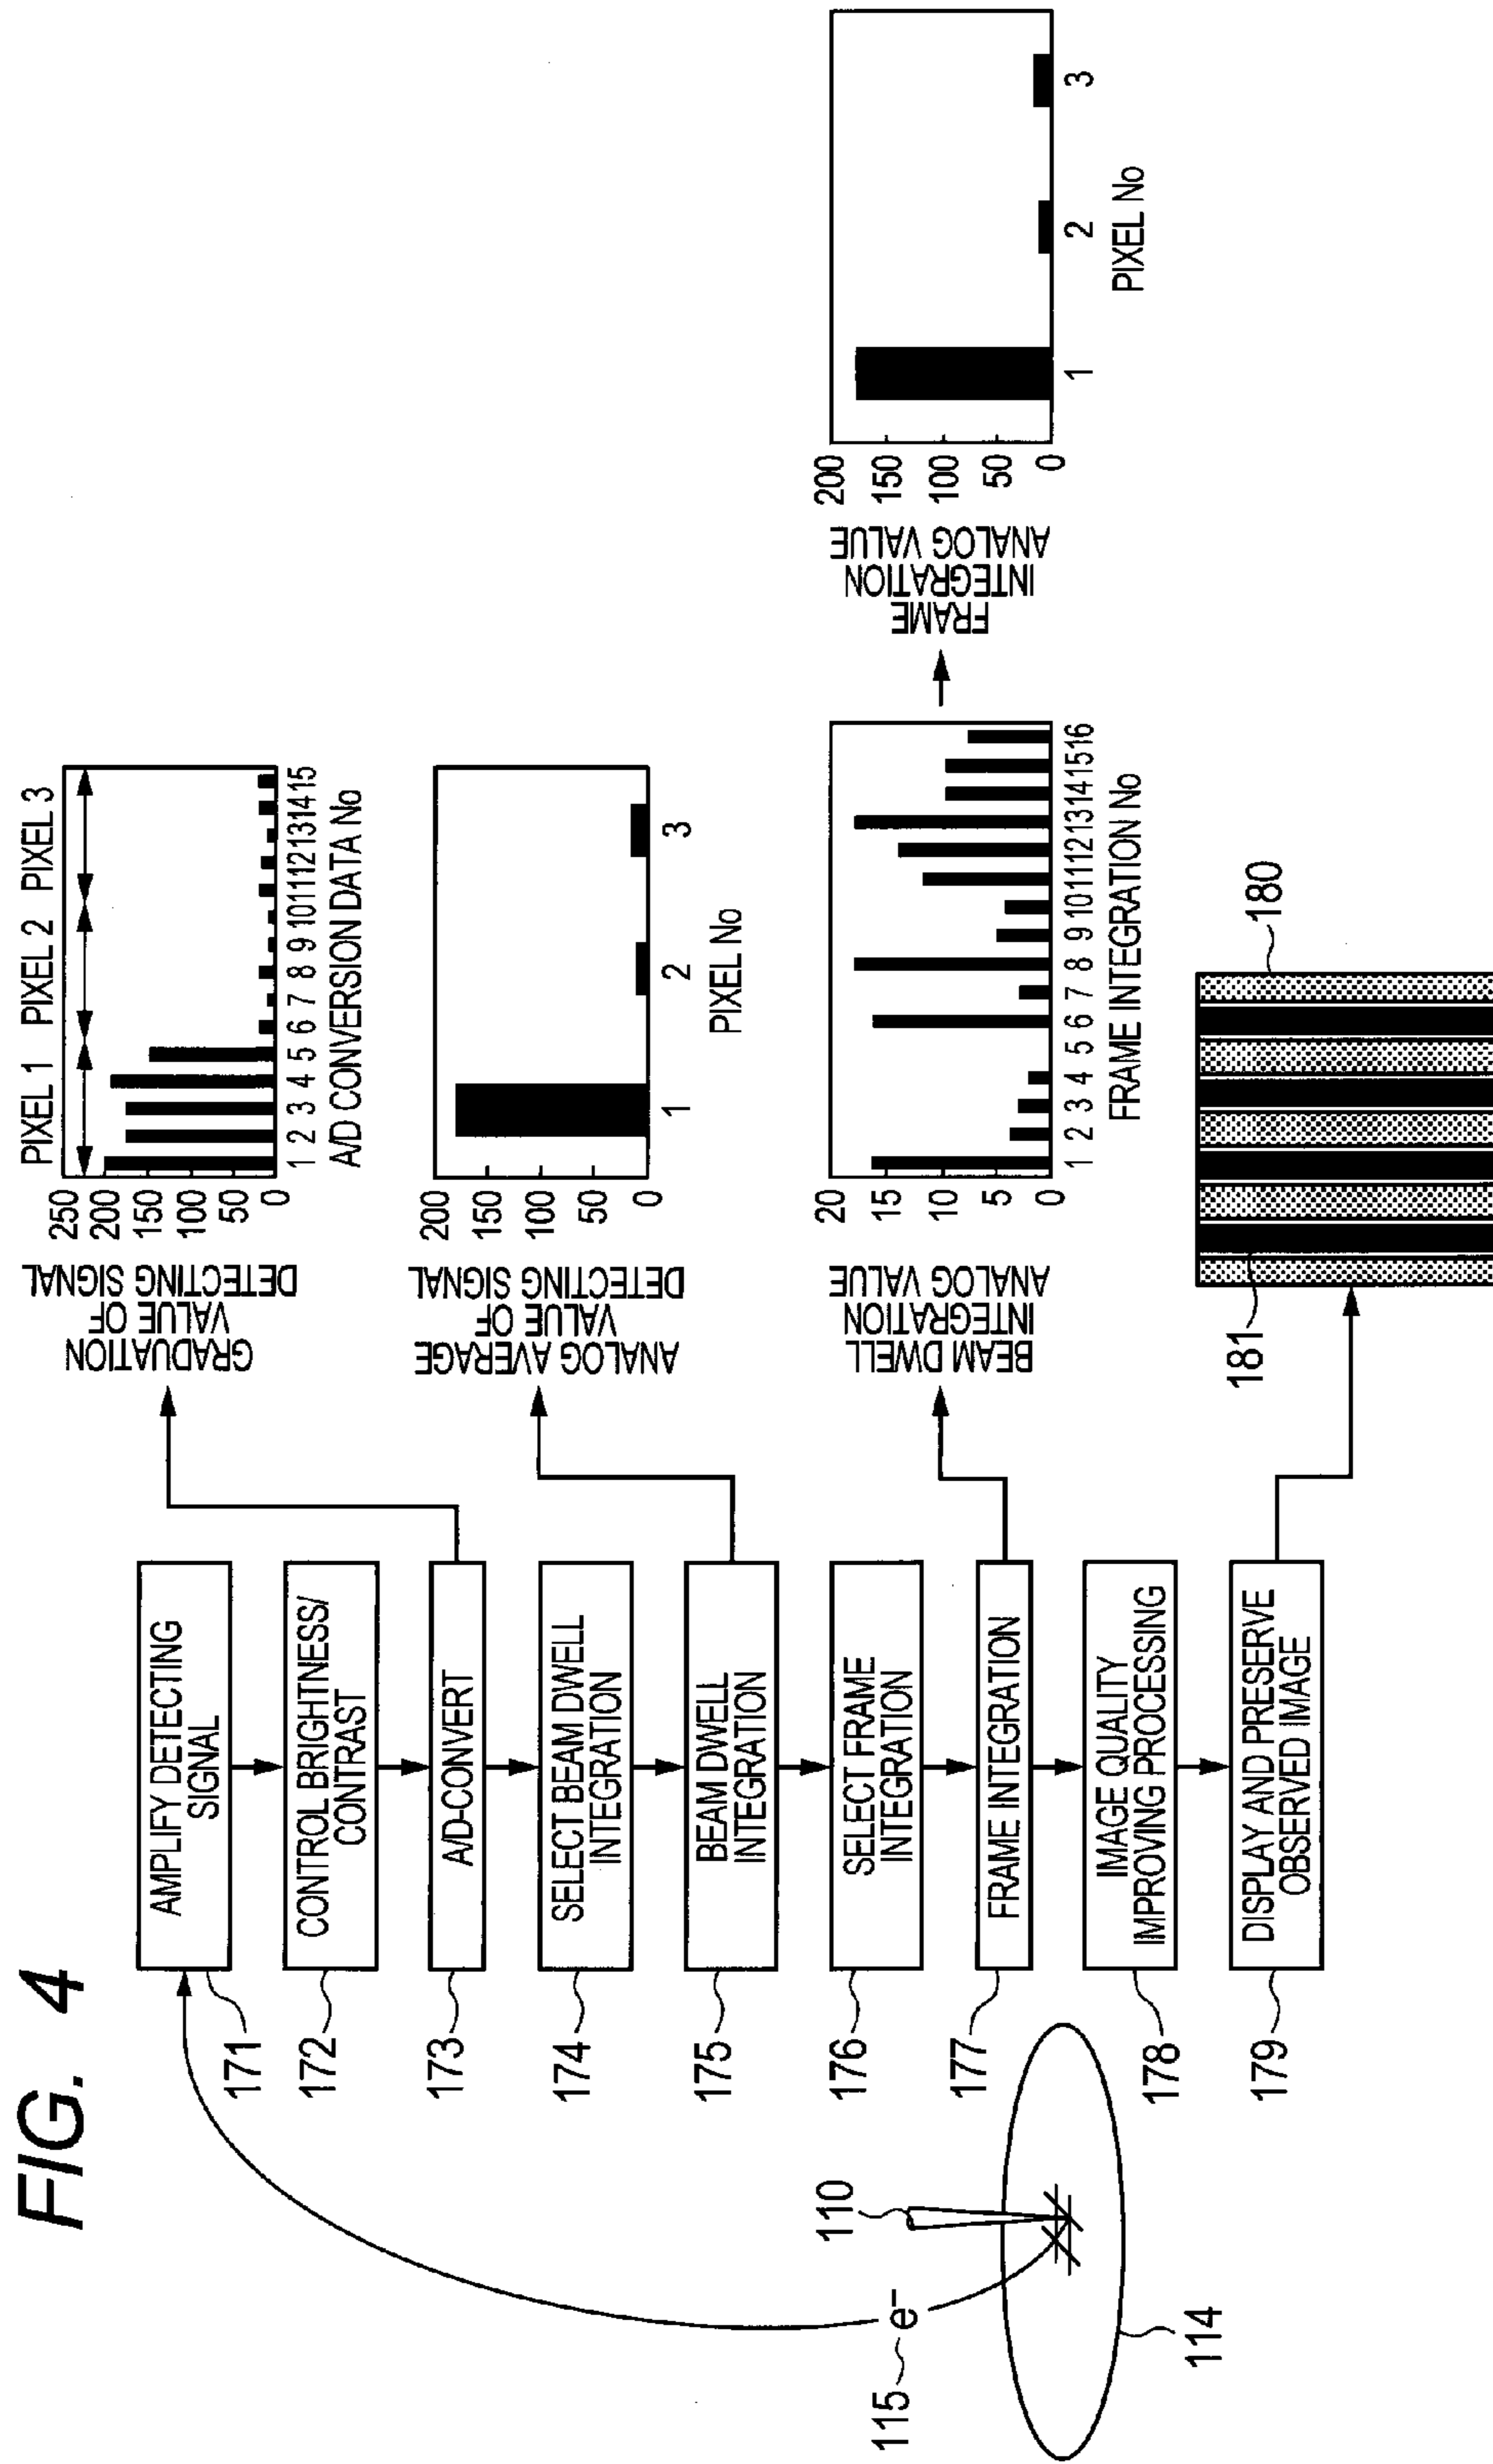 FIG. 4
171
AMPLIFY DETECTING
SIGNAL
172
CONTROL BRIGHTNESS/
CONTRAST
173
A/D-CONVERT
174
SELECT BEAM DWELL
INTEGRATION
175
BEAM DWELL
INTEGRATION
176
SELECT FRAME
INTEGRATION
177
FRAME INTEGRATION
178
IMAGE QUALITY
IMPROVING PROCESSING
179
DISPLAY AND PRESERVE
OBSERVED IMAGE
110
115
e-
114
GRADUATION
VALUE OF
DETECTING SIGNAL
PIXEL 1 PIXEL 2 PIXEL 3
250
200
150
100
50
0
1 2 3 4 5 6 7 8 9 10 11 12 13 14 15
A/D CONVERSION DATA No
ANALOG AVERAGE
VALUE OF
DETECTING SIGNAL
200
150
100
50
0
1 2 3
PIXEL No
BEAM DWELL
INTEGRATION
ANALOG VALUE
20
15
10
5
0
1 2 3 4 5 6 7 8 9 10 11 12 13 14 15 16
FRAME INTEGRATION No
FRAME
INTEGRATION
ANALOG VALUE
200
150
100
50
0
1 2 3
PIXEL No
181
180